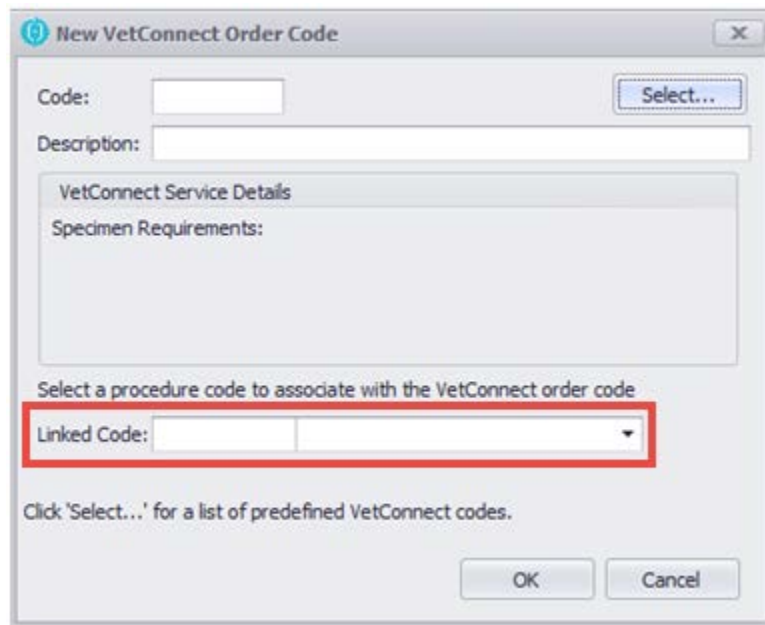 New VetConnect Order Code
Code:
Select...
Description:
VetConnect Service Details
Specimen Requirements:
Select a procedure code to associate with the VetConnect order code
Linked Code:
Click 'Select...' for a list of predefined VetConnect codes.
OK
Cancel